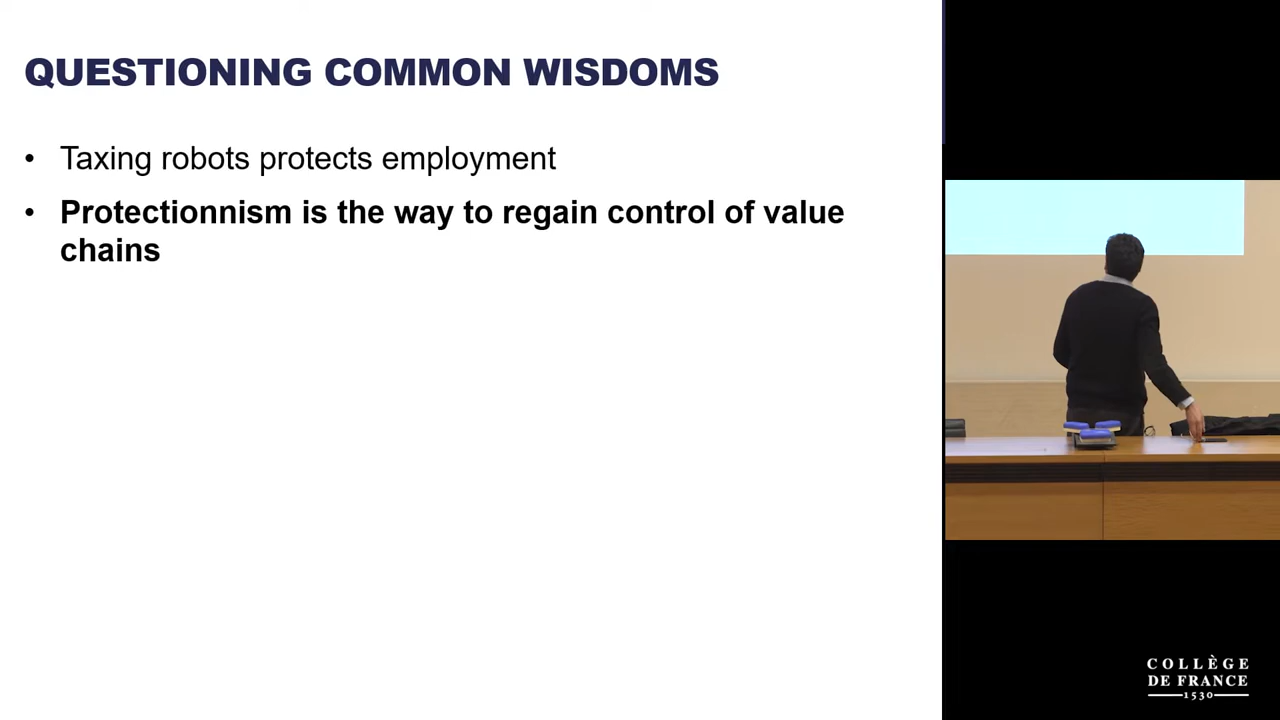 QUESTIONING COMMON WISDOMS
• Taxing robots protects employment
• Protectionnism is the way to regain control of value
chains
COLLÈGE
DE FRANCE
1530